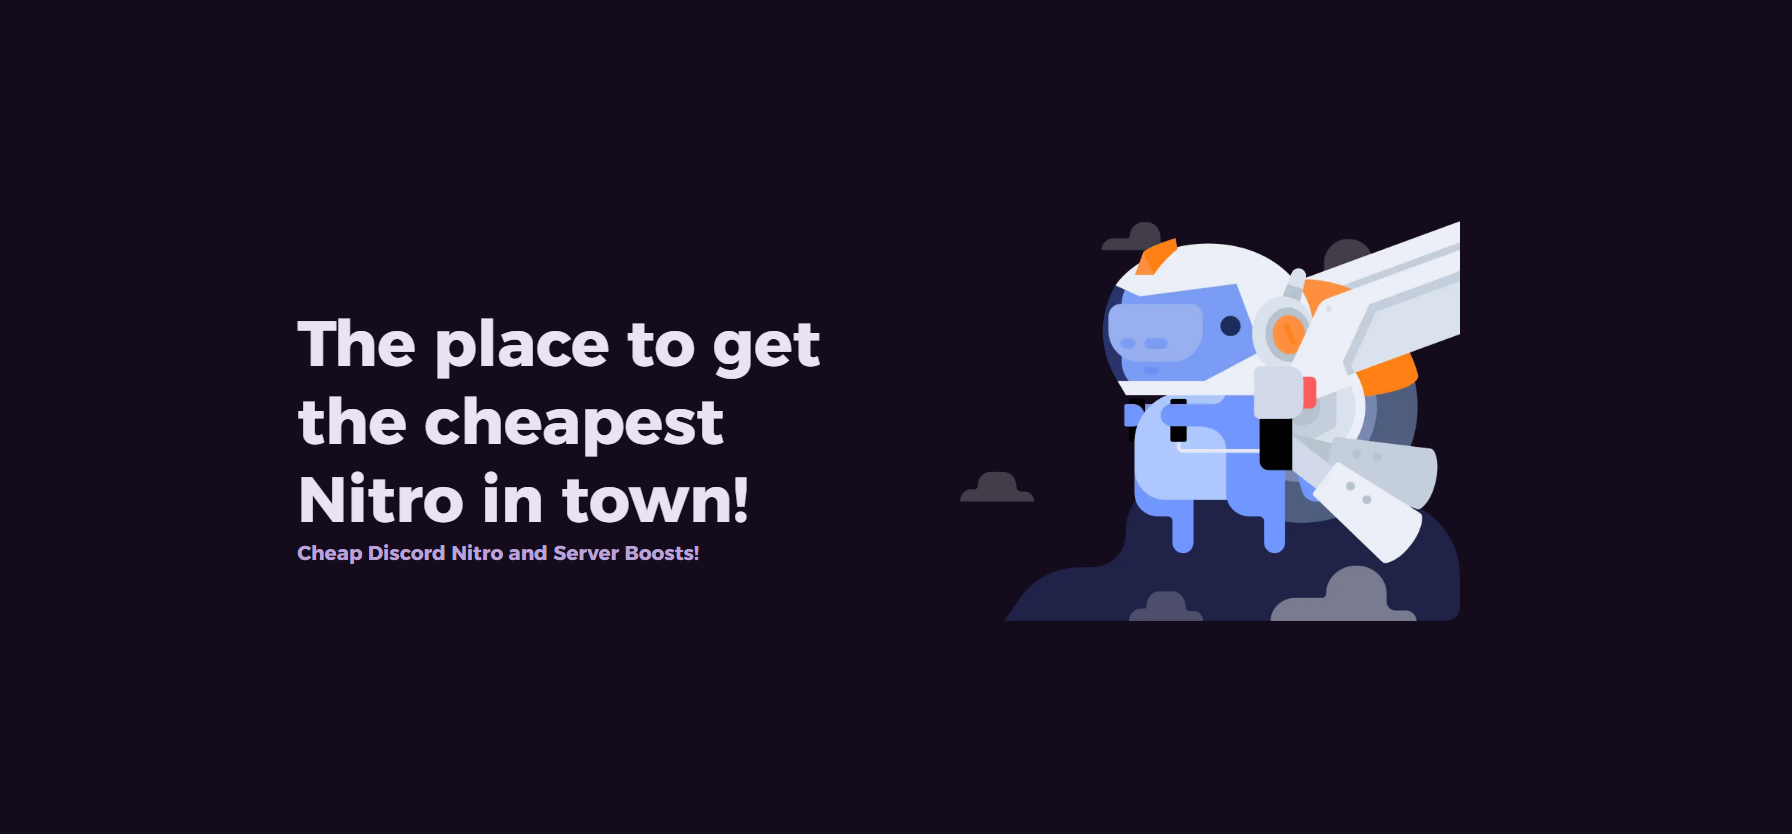 The place to get
the cheapest
Nitro in town!
Cheap Discord Nitro and Server Boosts!